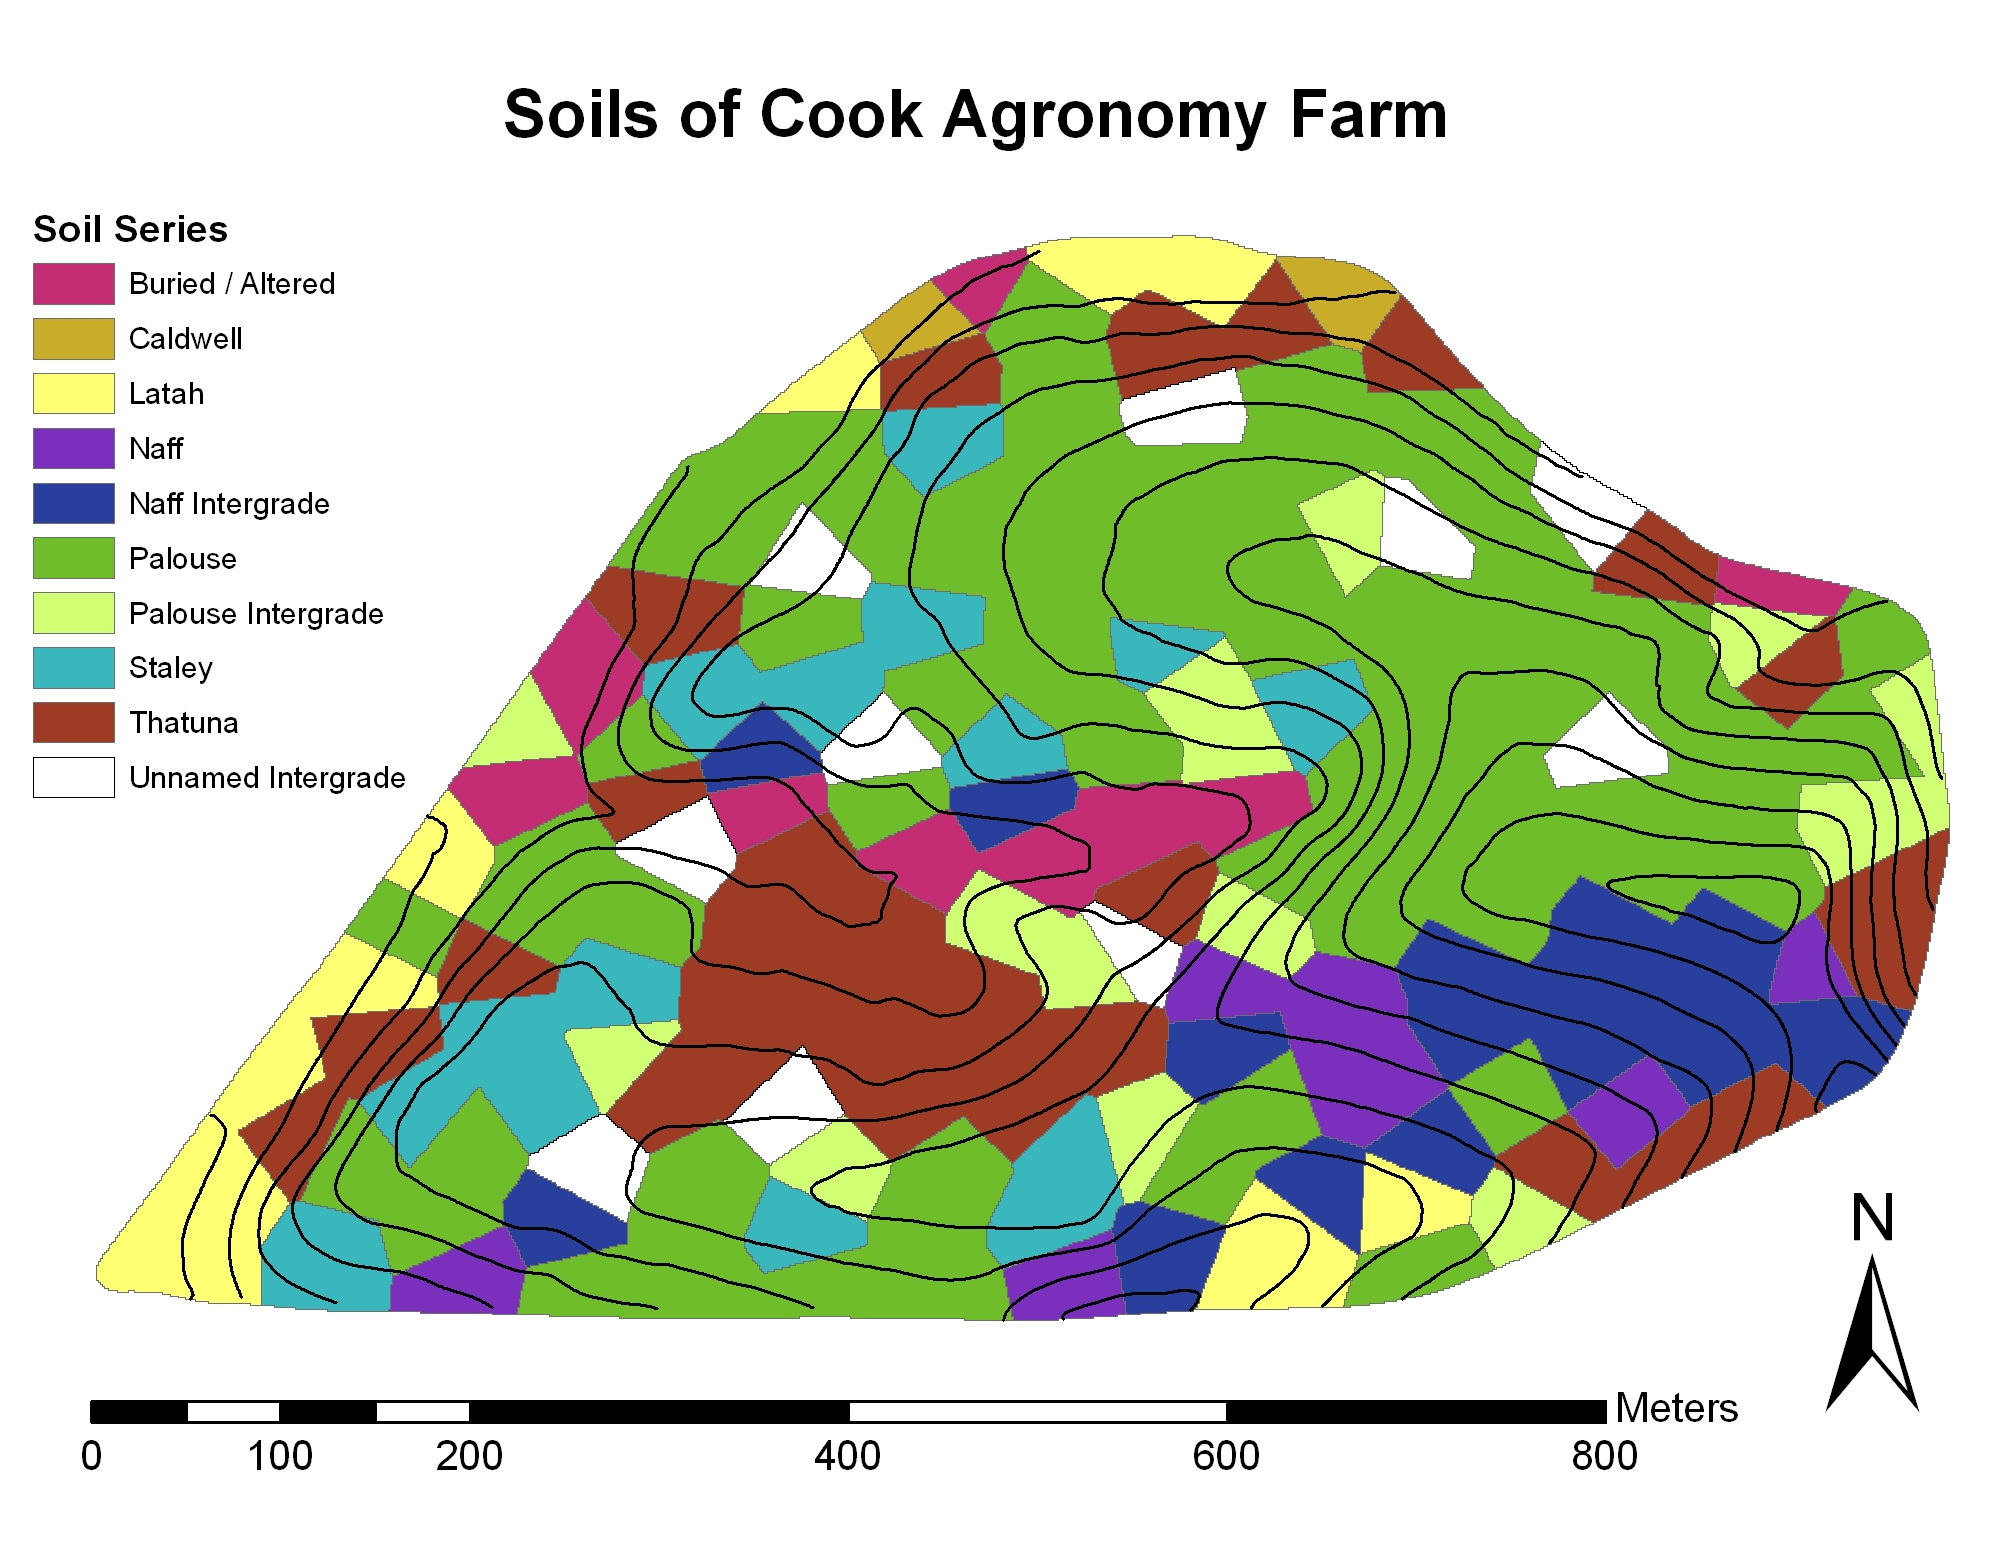 Soils of Cook Agronomy Farm
Soil Series
Buried / Altered
Caldwell
Latah
Naff
Naff Intergrade
Palouse
Palouse Intergrade
Staley
Thatuna
Unnamed Intergrade
N
Meters
0 100 200 400 600 800